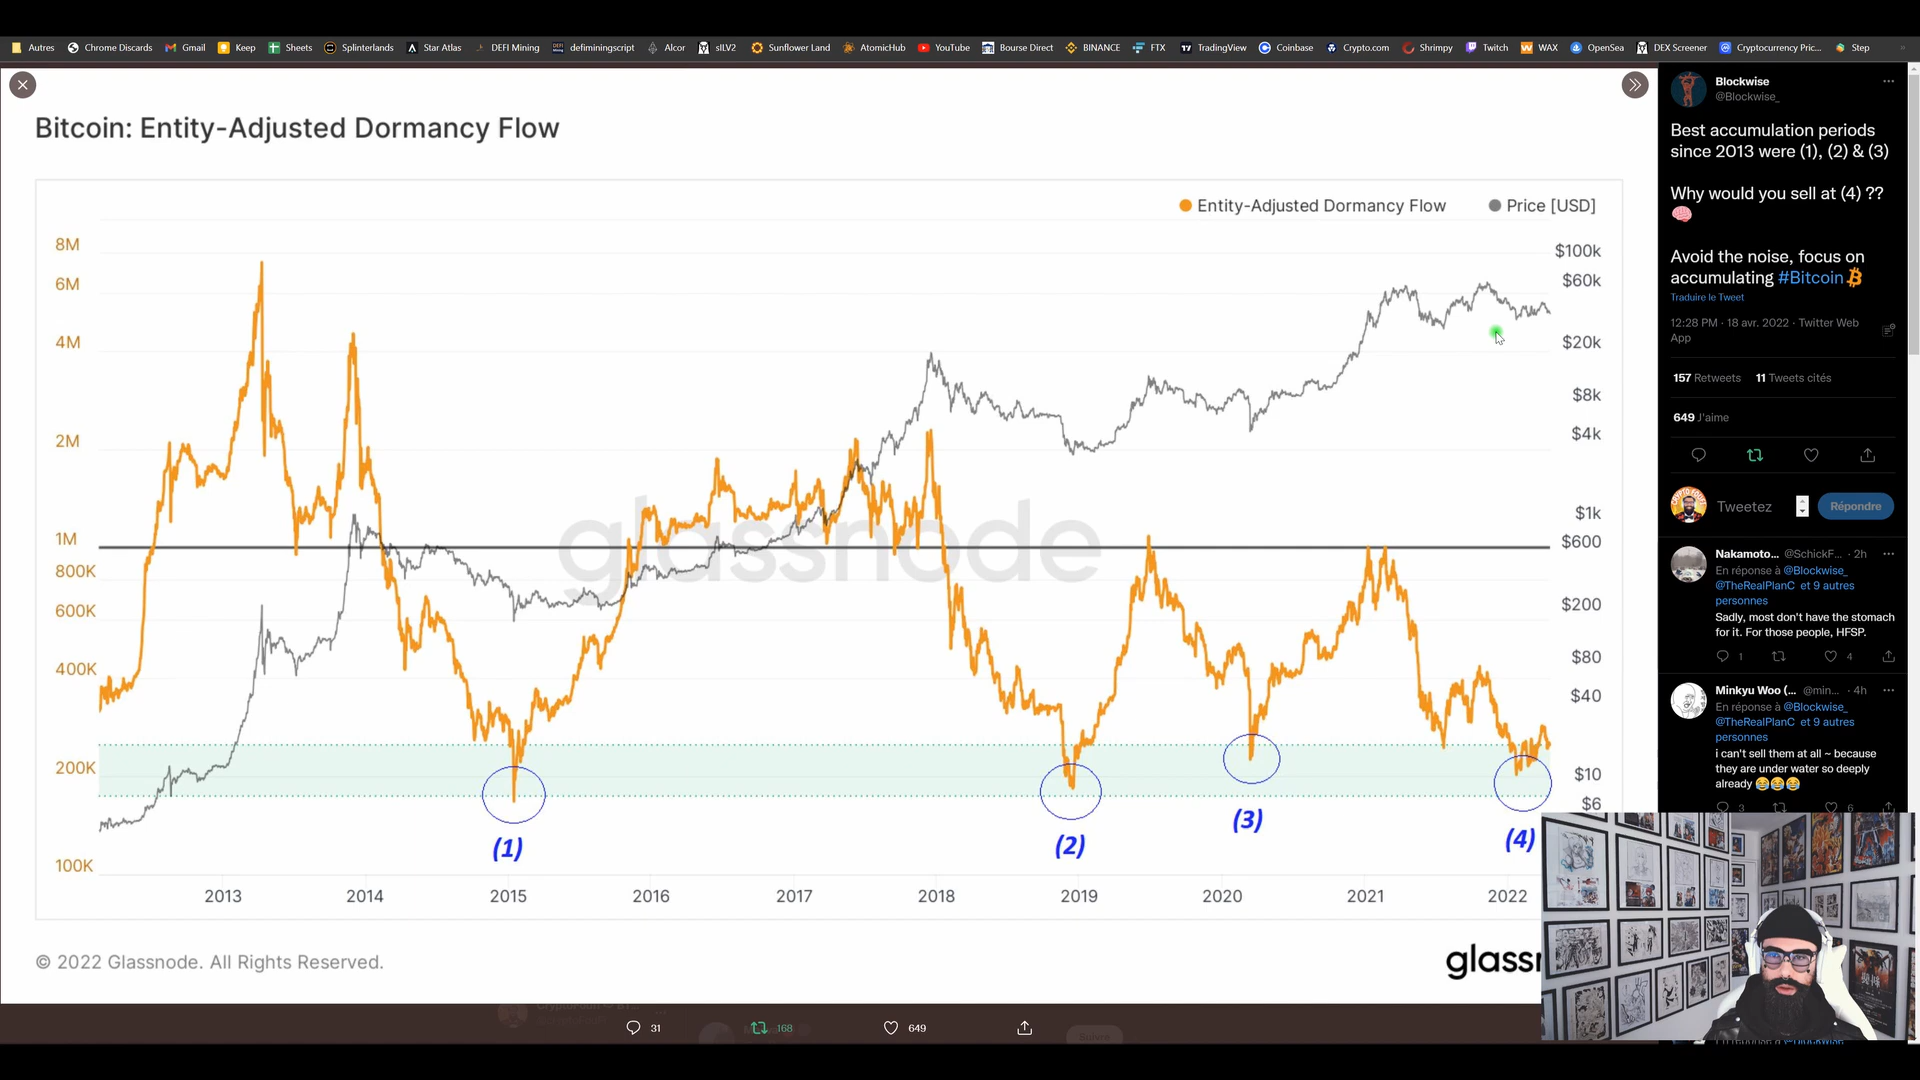 Autres Chrome Discards Gmail Keep Sheets Splinterlands Star Atlas DEFI Mining defiminingscript Alcor sILV2 Sunflower Land AtomicHub YouTube Bourse Direct BINANCE FTX TradingView Coinbase Crypto.com Shrimpy Twitch WAX OpenSea DEX Screener Cryptocurrency Pric... Step
Bitcoin: Entity-Adjusted Dormancy Flow
Entity-Adjusted Dormancy Flow Price [USD]
8M
6M
4M
2M
1M
800K
600K
400K
200K
100K
$100k
$60k
$20k
$8k
$4k
$1k
$600
$200
$80
$40
$10
$6
glassnode
(1)
(2)
(3)
(4)
2013 2014 2015 2016 2017 2018 2019 2020 2021 2022
© 2022 Glassnode. All Rights Reserved.
glassn
31 168 649
Suivre
Blockwise
@Blockwise_
Best accumulation periods
since 2013 were (1), (2) & (3)
Why would you sell at (4) ??
Avoid the noise, focus on
accumulating #Bitcoin
Traduire le Tweet
12:28 PM · 18 avr. 2022 · Twitter Web
App
157 Retweets 11 Tweets cités
649 J'aime
Tweetez Répondre
Nakamoto... @SchickF... · 2h
En réponse à @Blockwise_
@TheRealPlanC et 9 autres
personnes
Sadly, most don't have the stomach
for it. For those people, HFSP.
1 4
Minkyu Woo (... @min... · 4h
En réponse à @Blockwise_
@TheRealPlanC et 9 autres
personnes
i can't sell them at all ~ because
they are under water so deeply
already 😂😂😂
3 6